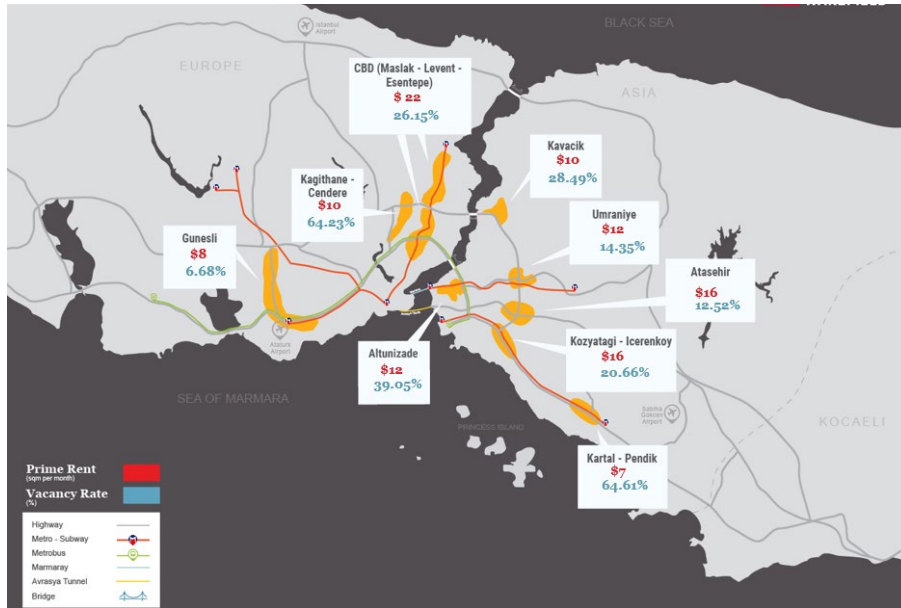 BLACK SEA
Istanbul
Airport
EUROPE
ASIA
CBD (Maslak - Levent -
Esentepe)
$ 22
26.15%
Kavacik
$10
28.49%
Kagithane -
Cendere
$10
64.23%
Umraniye
$12
14.35%
Gunesli
$8
6.68%
Atasehir
$16
12.52%
Kozyatagi - Icerenkoy
$16
20.66%
Altunizade
$12
39.05%
Ataturk
Airport
SEA OF MARMARA
PRINCESS ISLAND
Sabiha
Gokcen
Airport
KOCAELI
Kartal - Pendik
$7
64.61%
Prime Rent
(sqm per month)
Vacancy Rate
(%)
Highway
Metro - Subway
Metrobus
Marmaray
Avrasya Tunnel
Bridge